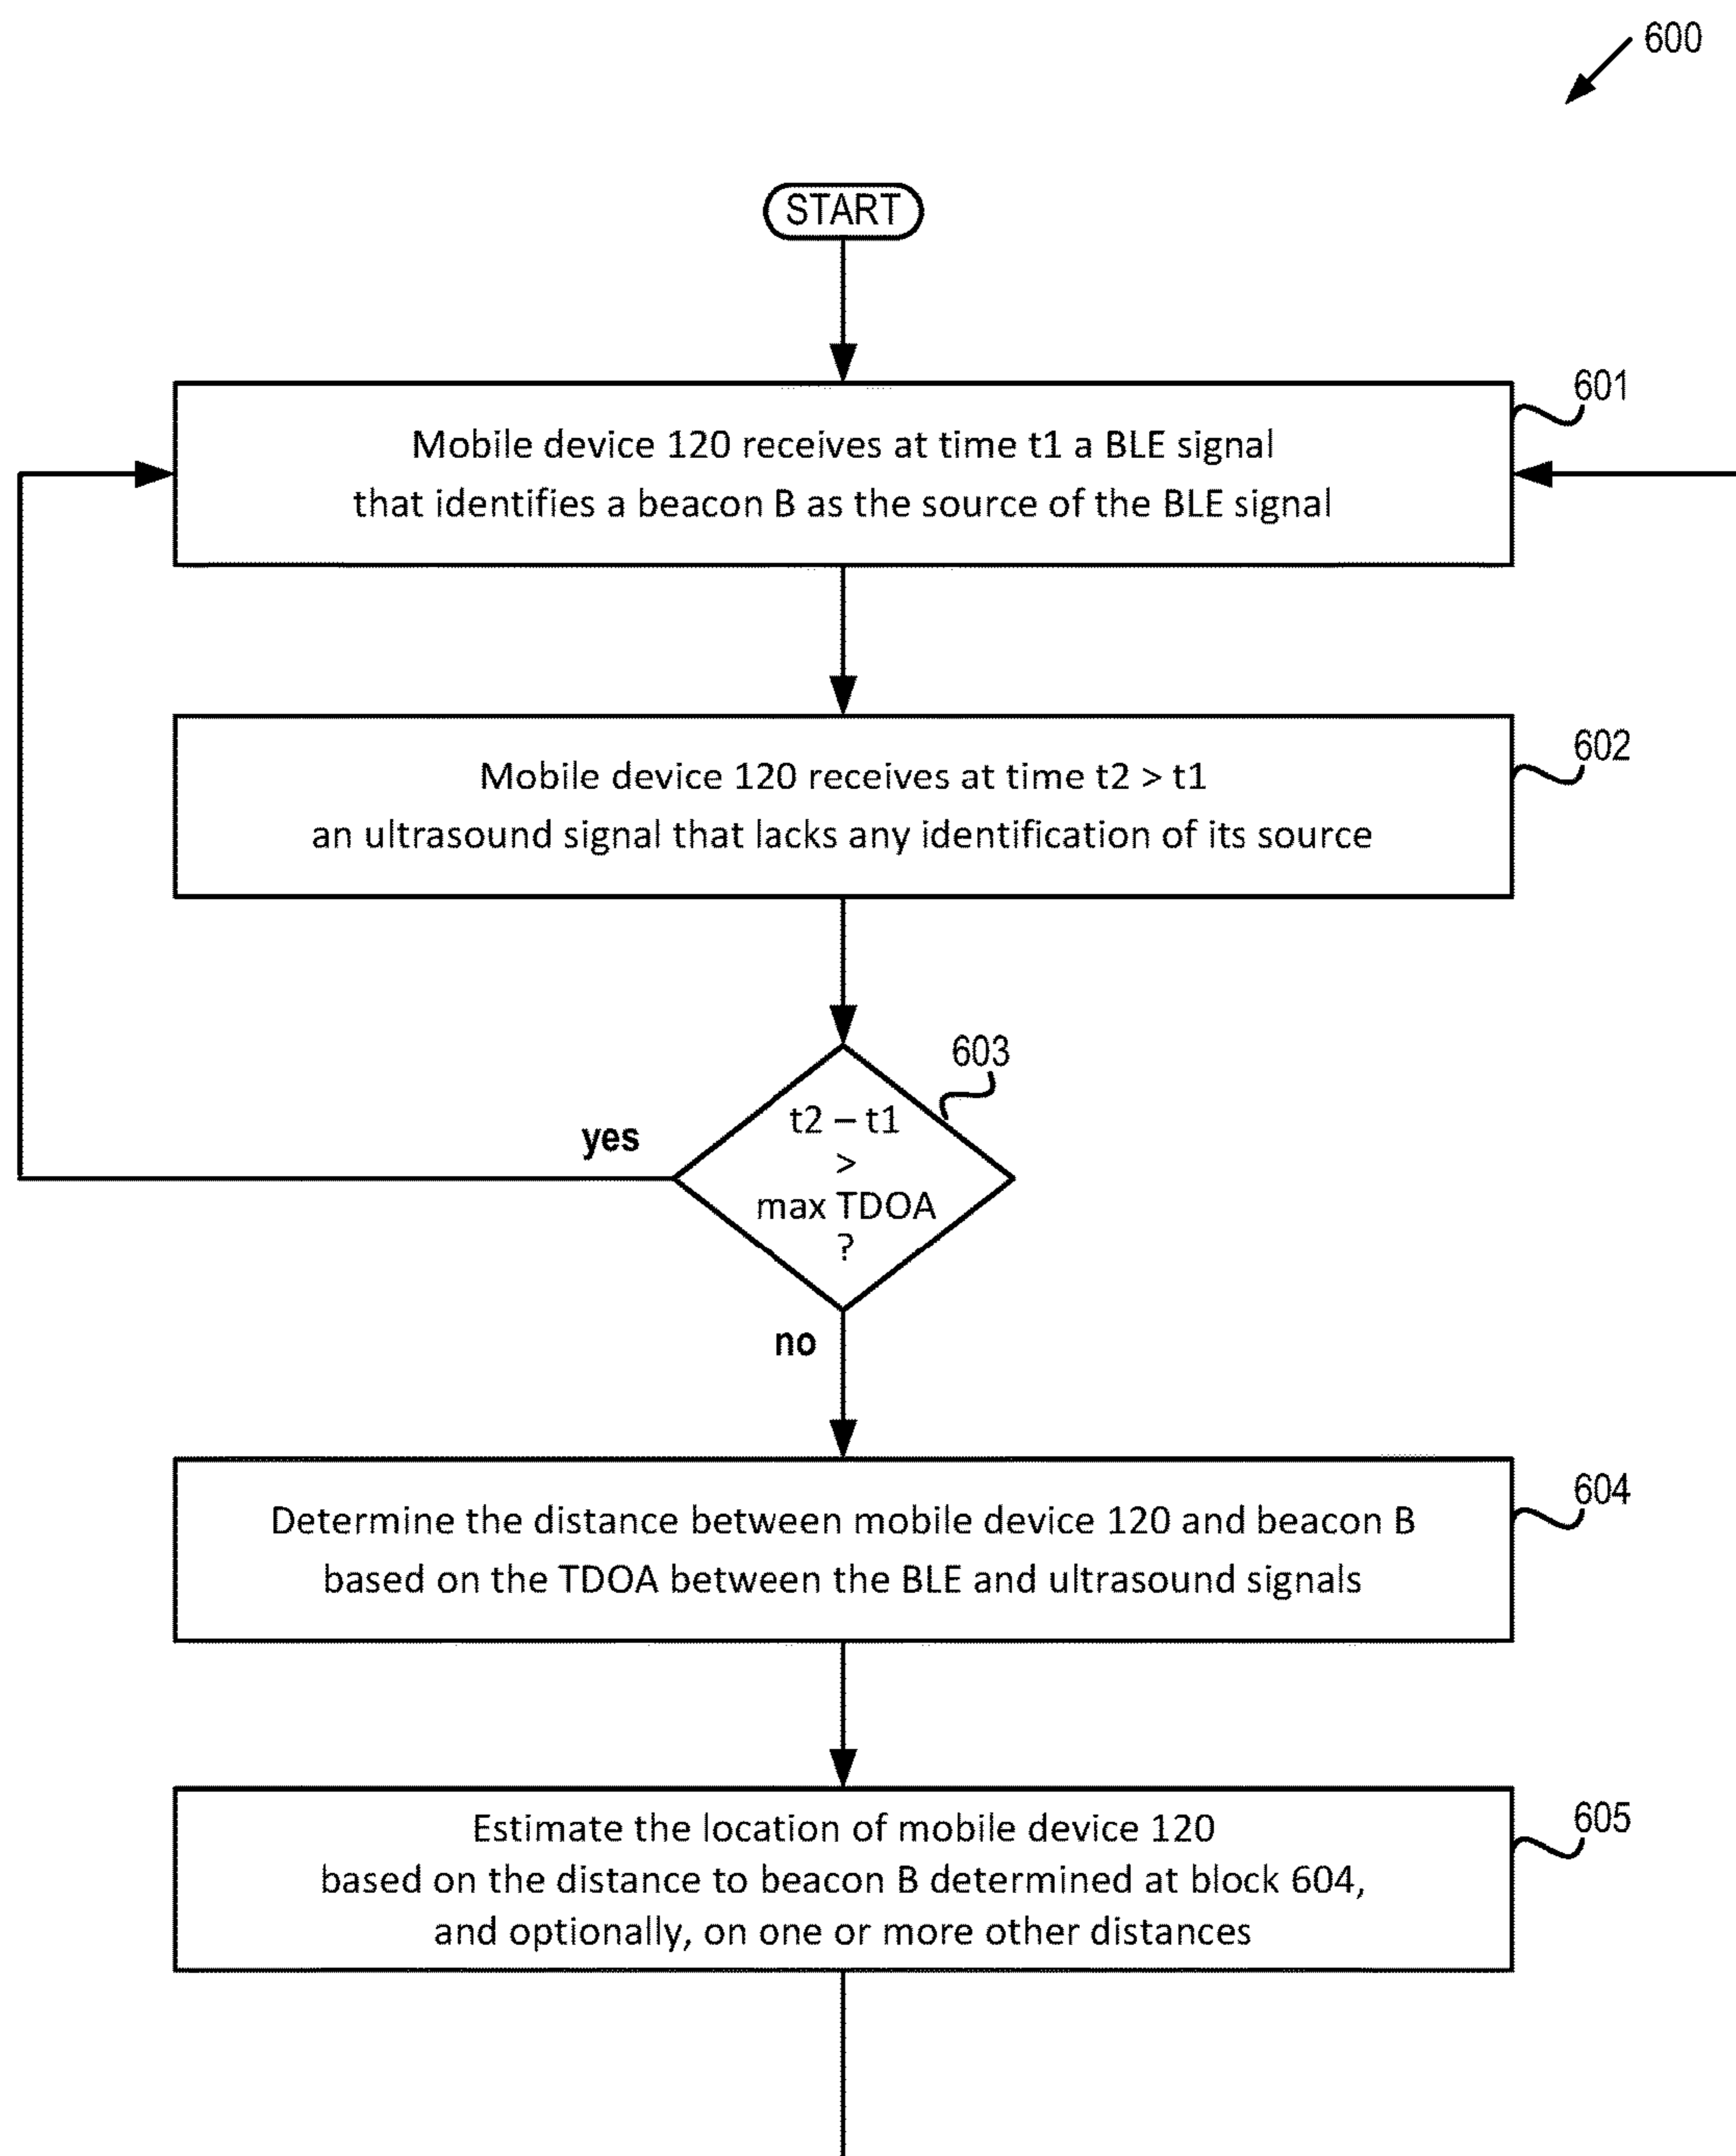 600
START
601
Mobile device 120 receives at time t1 a BLE signal
that identifies a beacon B as the source of the BLE signal
602
Mobile device 120 receives at time t2 > t1
an ultrasound signal that lacks any identification of its source
603
t2 – t1
>
max TDOA
?
yes
no
604
Determine the distance between mobile device 120 and beacon B
based on the TDOA between the BLE and ultrasound signals
605
Estimate the location of mobile device 120
based on the distance to beacon B determined at block 604,
and optionally, on one or more other distances